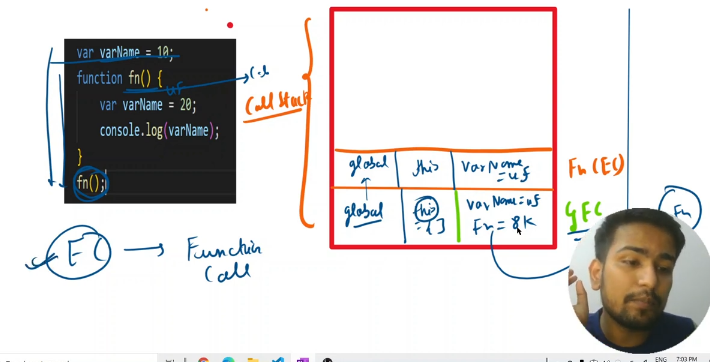 var varName = 10;
function fn() {
var varName = 20;
console.log(varName);
}
fn();
uf
Call Stack
global
this
varName
= uf
Fn (EC)
global
this
= { }
varName = uf
Fn = 8K
GEC
Fn
EC → Function
Call
ENG
7:03 PM